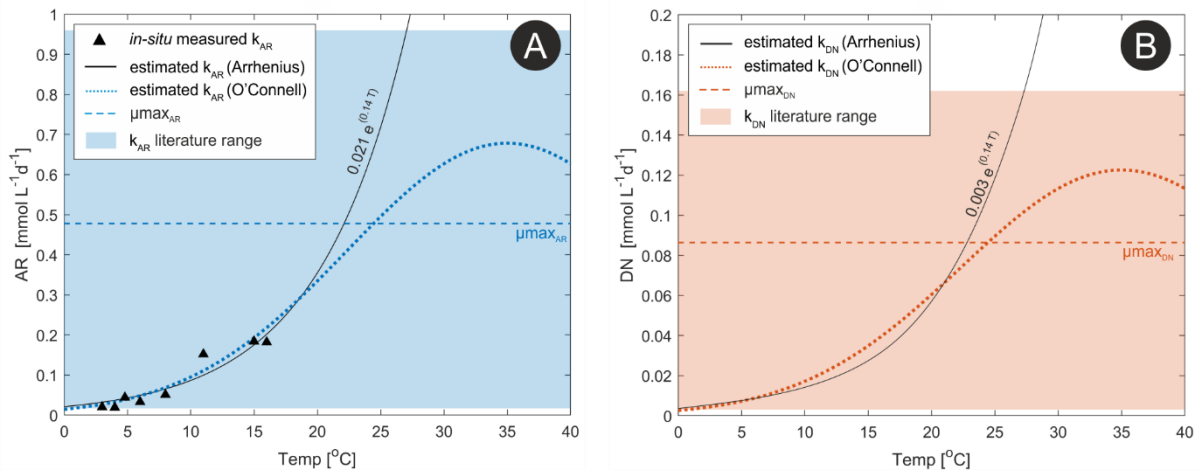 A
in-situ measured kAR
estimated kAR (Arrhenius)
estimated kAR (O'Connell)
µmaxAR
kAR literature range
0.021 e(0.14 T)
µmaxAR
1
0.9
0.8
0.7
0.6
0.5
0.4
0.3
0.2
0.1
0
AR [mmol L-1d-1]
0 5 10 15 20 25 30 35 40
Temp [oC]
B
estimated kDN (Arrhenius)
estimated kDN (O'Connell)
µmaxDN
kDN literature range
0.003 e(0.14 T)
µmaxDN
0.2
0.18
0.16
0.14
0.12
0.1
0.08
0.06
0.04
0.02
0
DN [mmol L-1d-1]
0 5 10 15 20 25 30 35 40
Temp [oC]